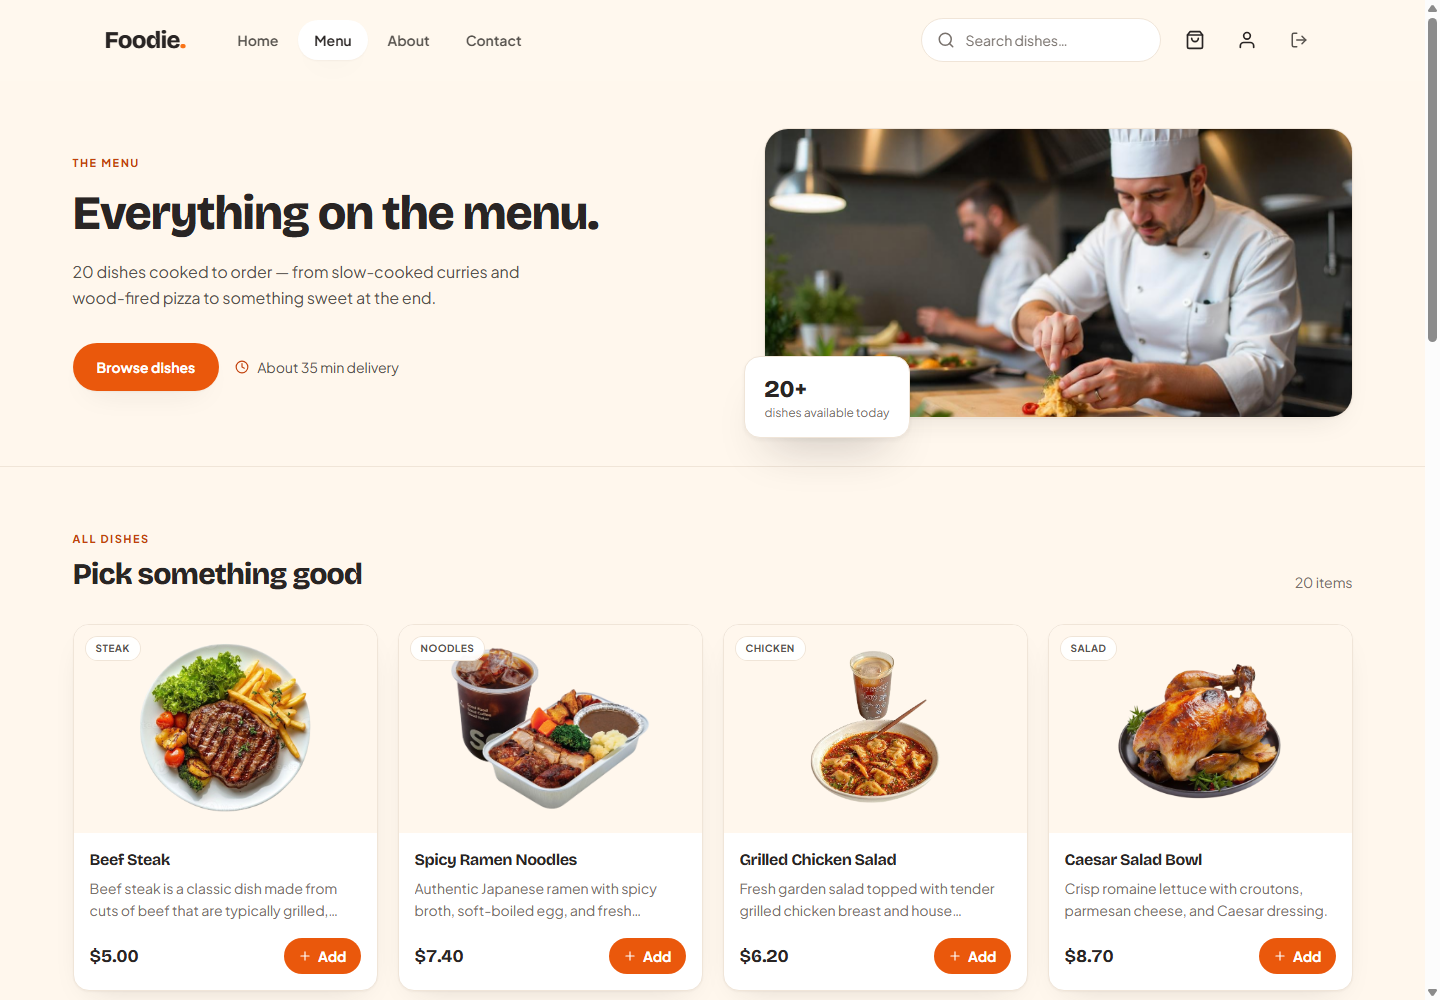 Foodie.
Home
Menu
About
Contact
Search dishes...
THE MENU
Everything on the menu.
20 dishes cooked to order — from slow-cooked curries and
wood-fired pizza to something sweet at the end.
Browse dishes
About 35 min delivery
20+
dishes available today
ALL DISHES
Pick something good
20 items
STEAK
NOODLES
CHICKEN
SALAD
Beef Steak
Beef steak is a classic dish made from
cuts of beef that are typically grilled,...
$5.00
+ Add
Spicy Ramen Noodles
Authentic Japanese ramen with spicy
broth, soft-boiled egg, and fresh...
$7.40
+ Add
Grilled Chicken Salad
Fresh garden salad topped with tender
grilled chicken breast and house...
$6.20
+ Add
Caesar Salad Bowl
Crisp romaine lettuce with croutons,
parmesan cheese, and Caesar dressing.
$8.70
+ Add